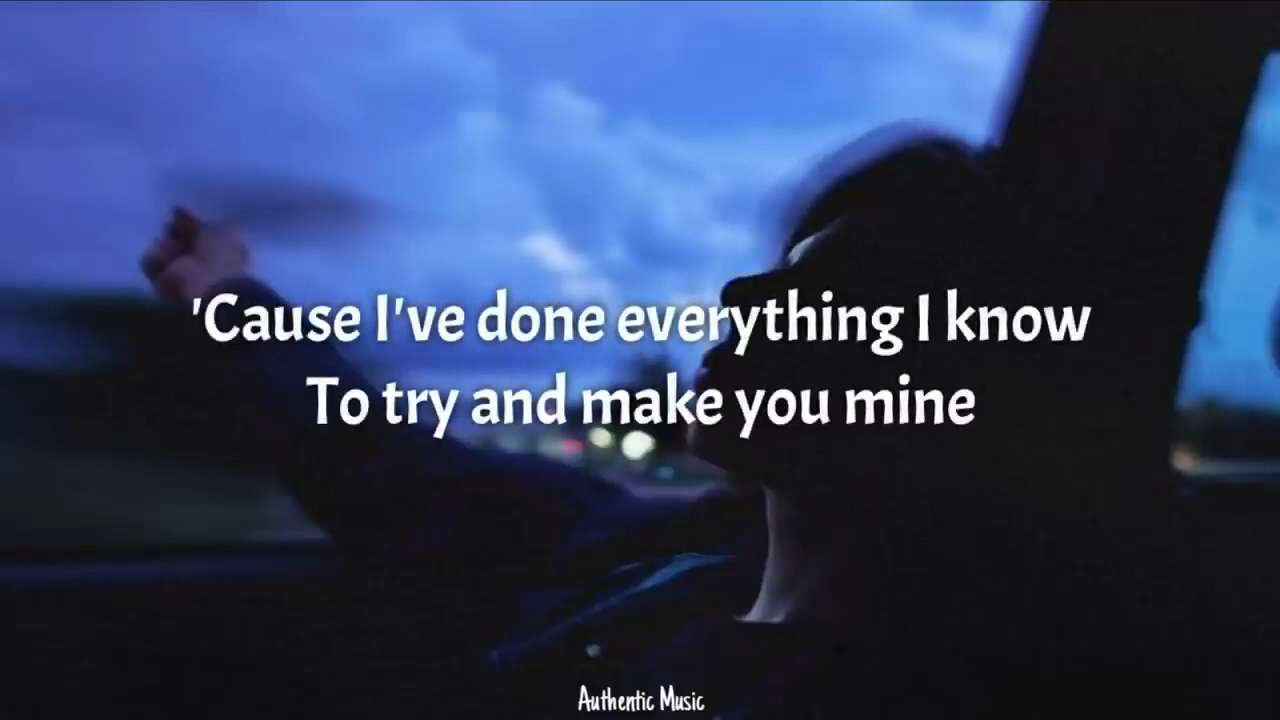 'Cause I've done everything I know
To try and make you mine
Authentic Music